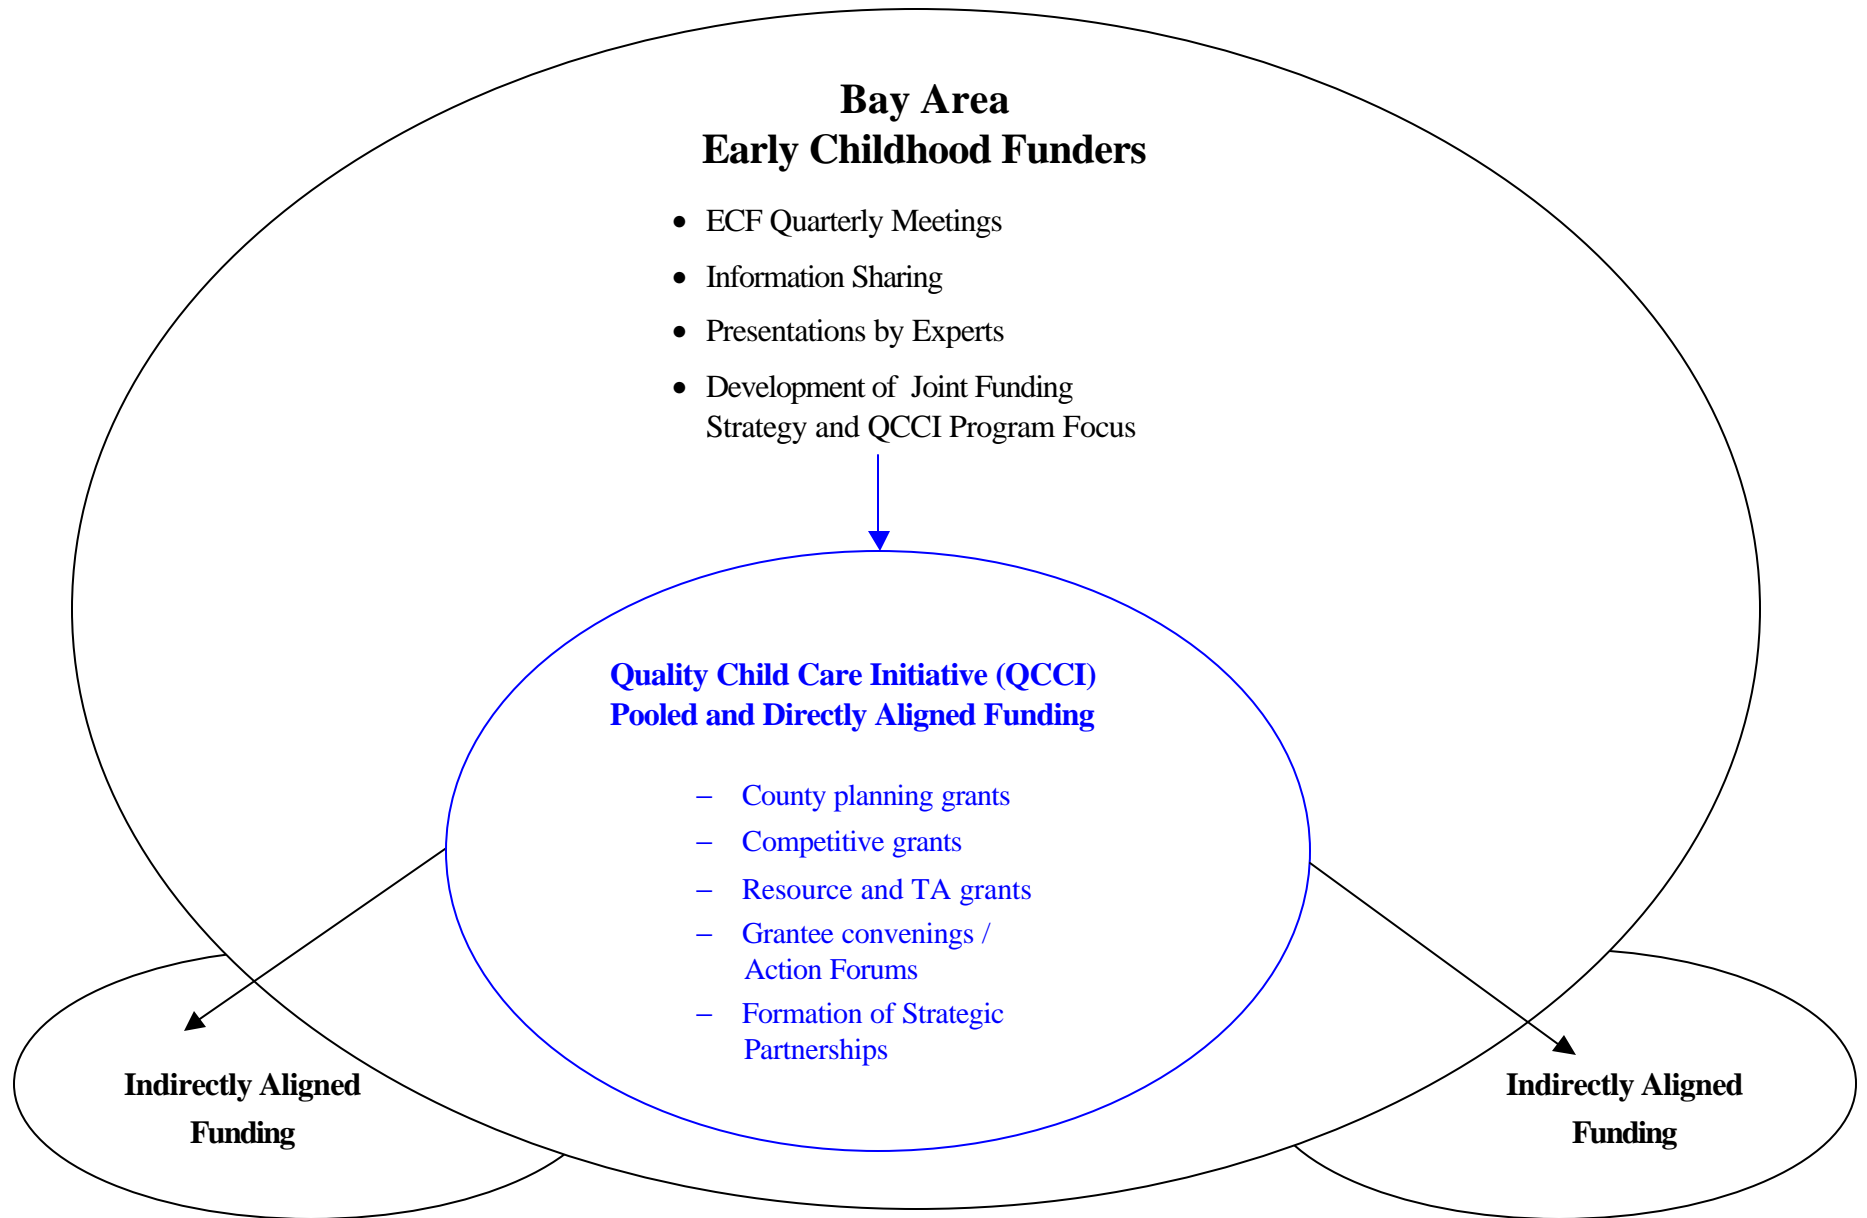 Bay Area
Early Childhood Funders
• ECF Quarterly Meetings
• Information Sharing
• Presentations by Experts
• Development of Joint Funding
Strategy and QCCI Program Focus
Quality Child Care Initiative (QCCI)
Pooled and Directly Aligned Funding
– County planning grants
– Competitive grants
– Resource and TA grants
– Grantee convenings /
Action Forums
– Formation of Strategic
Partnerships
Indirectly Aligned
Funding
Indirectly Aligned
Funding